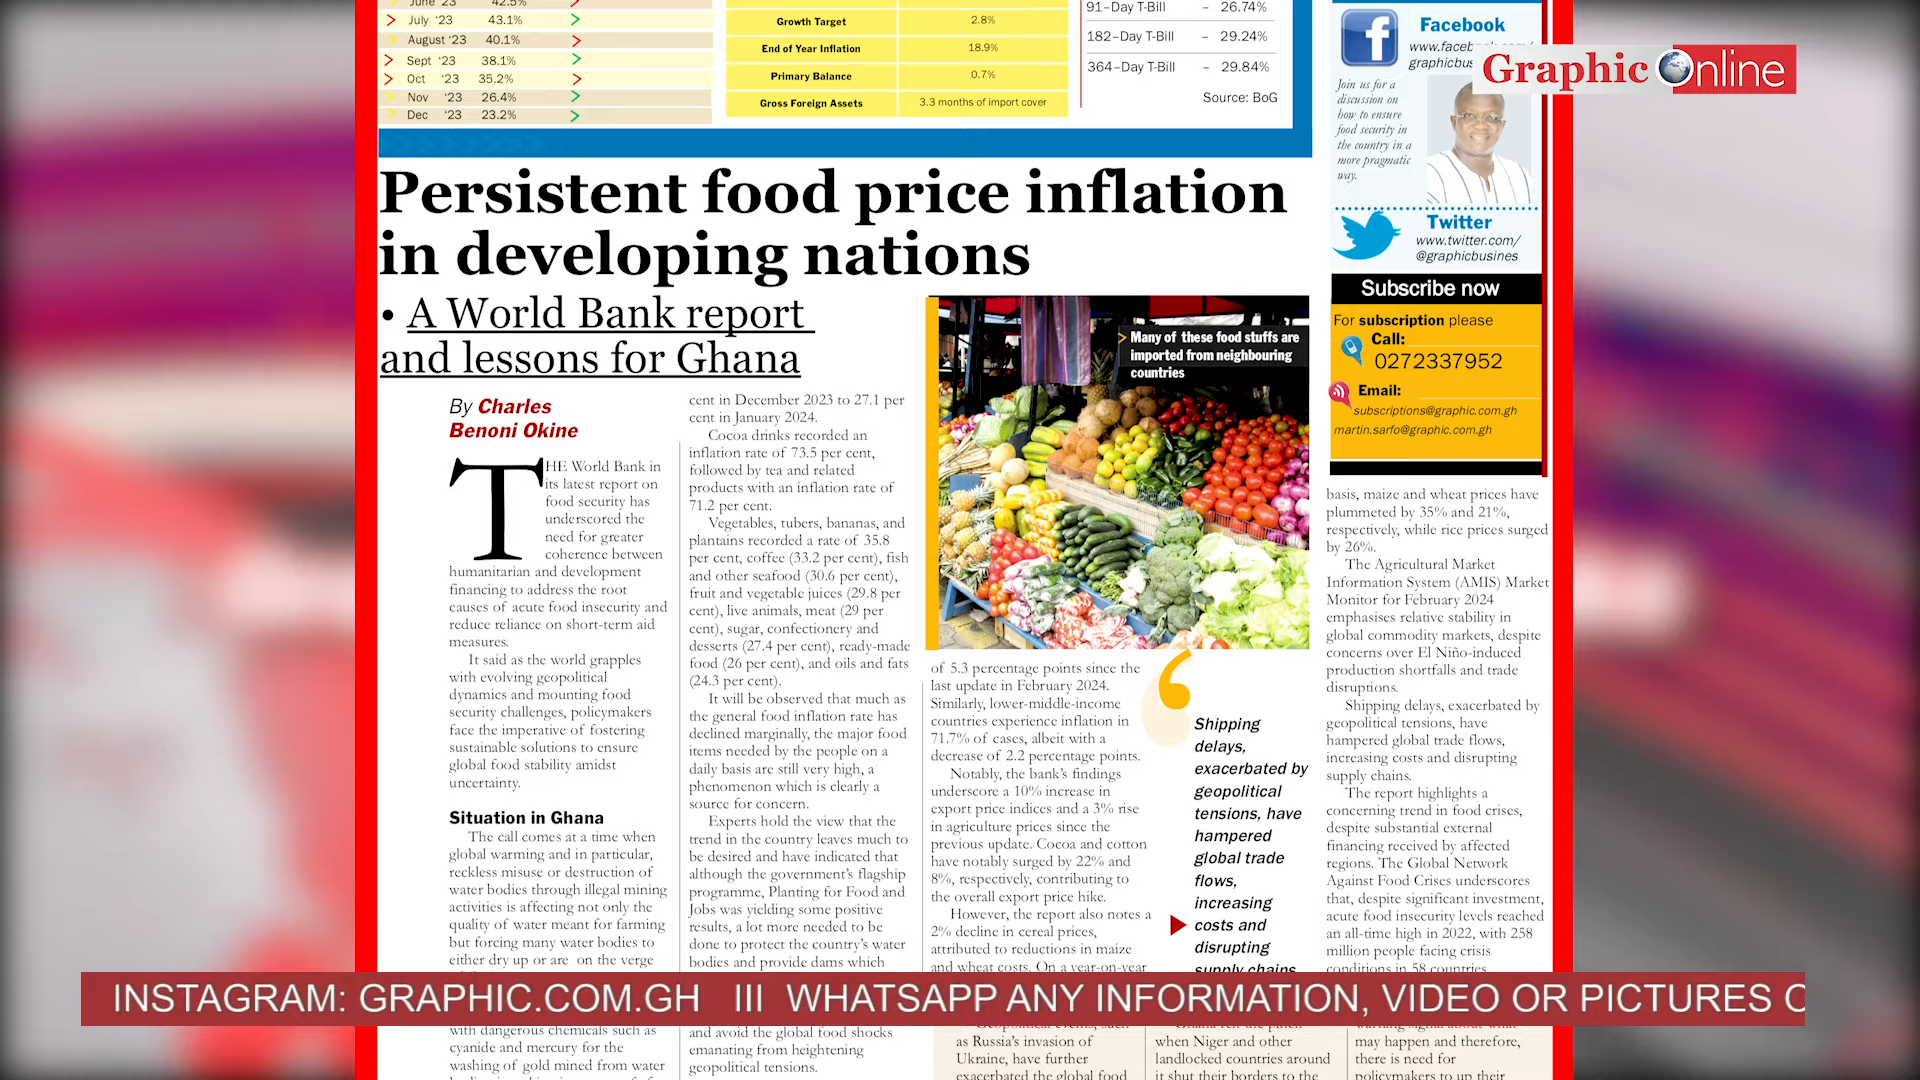 June '23 42.5%
July '23 43.1%
August '23 40.1%
Sept '23 38.1%
Oct '23 35.2%
Nov '23 26.4%
Dec '23 23.2%
Growth Target 2.8%
End of Year Inflation 18.9%
Primary Balance 0.7%
Gross Foreign Assets 3.3 months of import cover
91–Day T-Bill – 26.74%
182–Day T-Bill – 29.24%
364–Day T-Bill – 29.84%
Source: BoG
Facebook
graphicbus
Graphic Online
Join us for a
discussion on
how to ensure
food security in
the country in a
more pragmatic
way.
Twitter
www.twitter.com/
@graphicbusines
Subscribe now
For subscription please
Call:
0272337952
Email:
subscriptions@graphic.com.gh
martin.sarfo@graphic.com.gh
Persistent food price inflation
in developing nations
• A World Bank report
and lessons for Ghana
Many of these food stuffs are
imported from neighbouring
countries
By Charles
Benoni Okine
THE World Bank in
its latest report on
food security has
underscored the
need for greater
coherence between
humanitarian and development
financing to address the root
causes of acute food insecurity and
reduce reliance on short-term aid
measures.
It said as the world grapples
with evolving geopolitical
dynamics and mounting food
security challenges, policymakers
face the imperative of fostering
sustainable solutions to ensure
global food stability amidst
uncertainty.
Situation in Ghana
The call comes at a time when
global warming and in particular,
reckless misuse or destruction of
water bodies through illegal mining
activities is affecting not only the
quality of water meant for farming
but forcing many water bodies to
either dry up or are on the verge
with dangerous chemicals such as
cyanide and mercury for the
washing of gold mined from water
cent in December 2023 to 27.1 per
cent in January 2024.
Cocoa drinks recorded an
inflation rate of 73.5 per cent,
followed by tea and related
products with an inflation rate of
71.2 per cent.
Vegetables, tubers, bananas, and
plantains recorded a rate of 35.8
per cent, coffee (33.2 per cent), fish
and other seafood (30.6 per cent),
fruit and vegetable juices (29.8 per
cent), live animals, meat (29 per
cent), sugar, confectionery and
desserts (27.4 per cent), ready-made
food (26 per cent), and oils and fats
(24.3 per cent).
It will be observed that much as
the general food inflation rate has
declined marginally, the major food
items needed by the people on a
daily basis are still very high, a
phenomenon which is clearly a
source for concern.
Experts hold the view that the
trend in the country leaves much to
be desired and have indicated that
although the government's flagship
programme, Planting for Food and
Jobs was yielding some positive
results, a lot more needed to be
done to protect the country's water
bodies and provide dams which
and avoid the global food shocks
emanating from heightening
geopolitical tensions.
of 5.3 percentage points since the
last update in February 2024.
Similarly, lower-middle-income
countries experience inflation in
71.7% of cases, albeit with a
decrease of 2.2 percentage points.
Notably, the bank's findings
underscore a 10% increase in
export price indices and a 3% rise
in agriculture prices since the
previous update. Cocoa and cotton
have notably surged by 22% and
8%, respectively, contributing to
the overall export price hike.
However, the report also notes a
2% decline in cereal prices,
attributed to reductions in maize
and wheat costs. On a year-on-year
Geopolitical events, such
as Russia's invasion of
Ukraine, have further
exacerbated the global food
Shipping
delays,
exacerbated by
geopolitical
tensions, have
hampered
global trade
flows,
increasing
costs and
disrupting
supply chains
Ghana felt the pinch
when Niger and other
landlocked countries around
it shut their borders to the
basis, maize and wheat prices have
plummeted by 35% and 21%,
respectively, while rice prices surged
by 26%.
The Agricultural Market
Information System (AMIS) Market
Monitor for February 2024
emphasises relative stability in
global commodity markets, despite
concerns over El Niño-induced
production shortfalls and trade
disruptions.
Shipping delays, exacerbated by
geopolitical tensions, have
hampered global trade flows,
increasing costs and disrupting
supply chains.
The report highlights a
concerning trend in food crises,
despite substantial external
financing received by affected
regions. The Global Network
Against Food Crises underscores
that, despite significant investment,
acute food insecurity levels reached
an all-time high in 2022, with 258
million people facing crisis
conditions in 58 countries
warning signal about what
may happen and therefore,
there is need for
policymakers to up their
INSTAGRAM: GRAPHIC.COM.GH III WHATSAPP ANY INFORMATION, VIDEO OR PICTURES